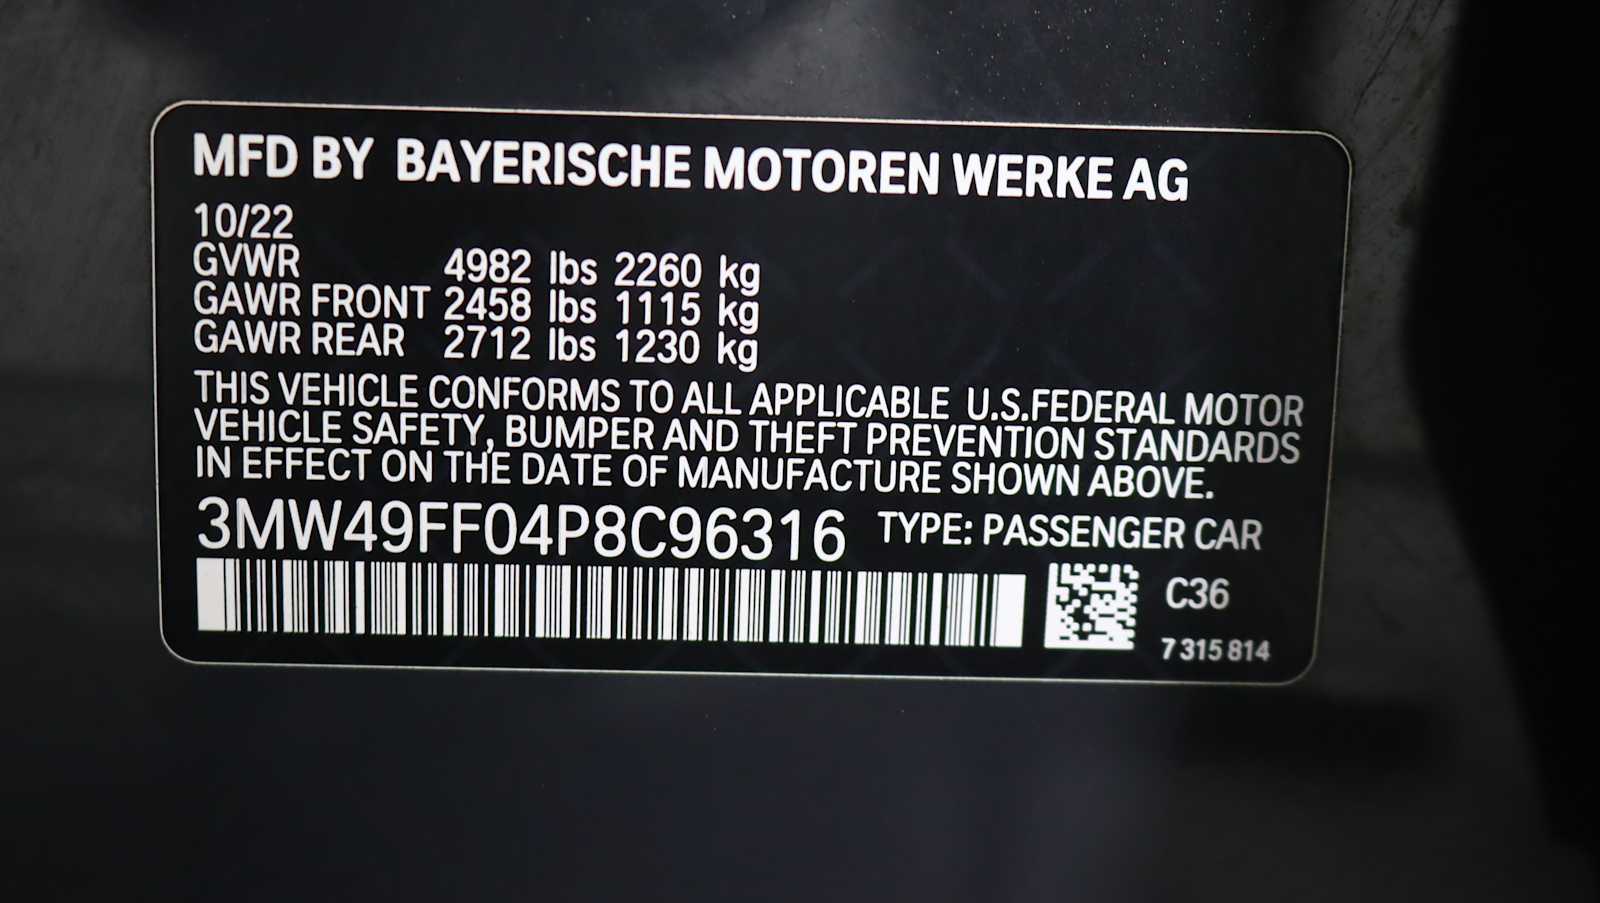 MFD BY BAYERISCHE MOTOREN WERKE AG
10/22
GVWR 4982 lbs 2260 kg
GAWR FRONT 2458 lbs 1115 kg
GAWR REAR 2712 lbs 1230 kg
THIS VEHICLE CONFORMS TO ALL APPLICABLE U.S.FEDERAL MOTOR
VEHICLE SAFETY, BUMPER AND THEFT PREVENTION STANDARDS
IN EFFECT ON THE DATE OF MANUFACTURE SHOWN ABOVE.
3MW49FF04P8C96316 TYPE: PASSENGER CAR
C36
7 315 814